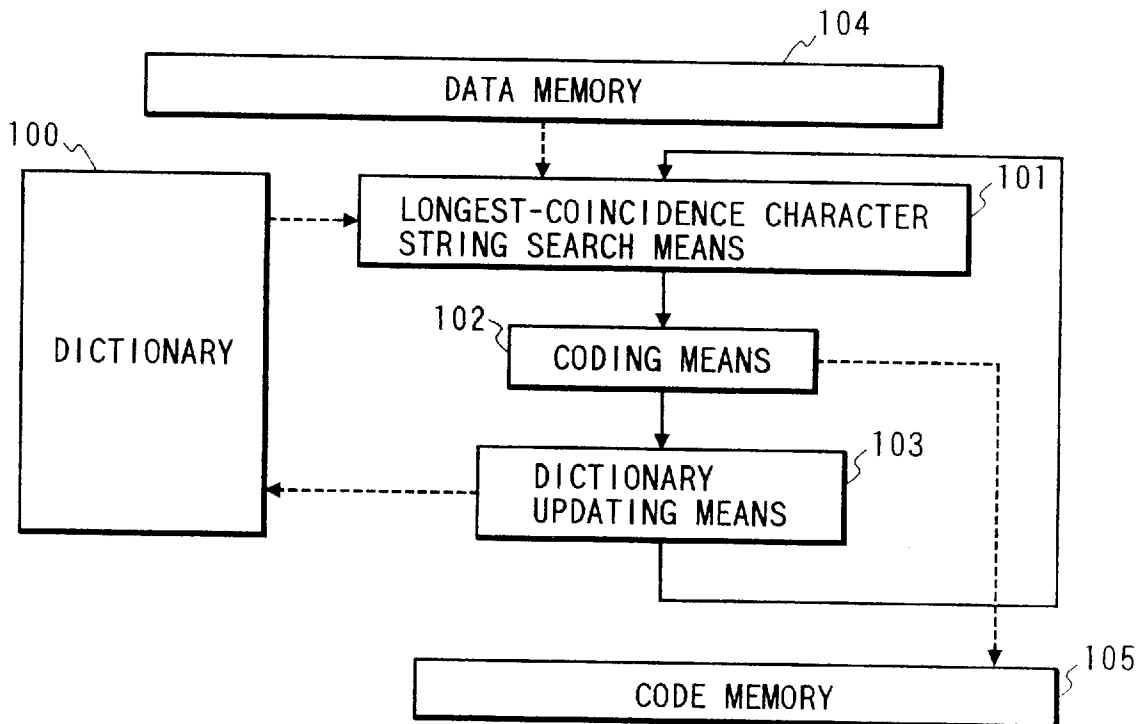 104
DATA MEMORY
100
101
LONGEST-COINCIDENCE CHARACTER
STRING SEARCH MEANS
102
CODING MEANS
DICTIONARY
103
DICTIONARY
UPDATING MEANS
105
CODE MEMORY